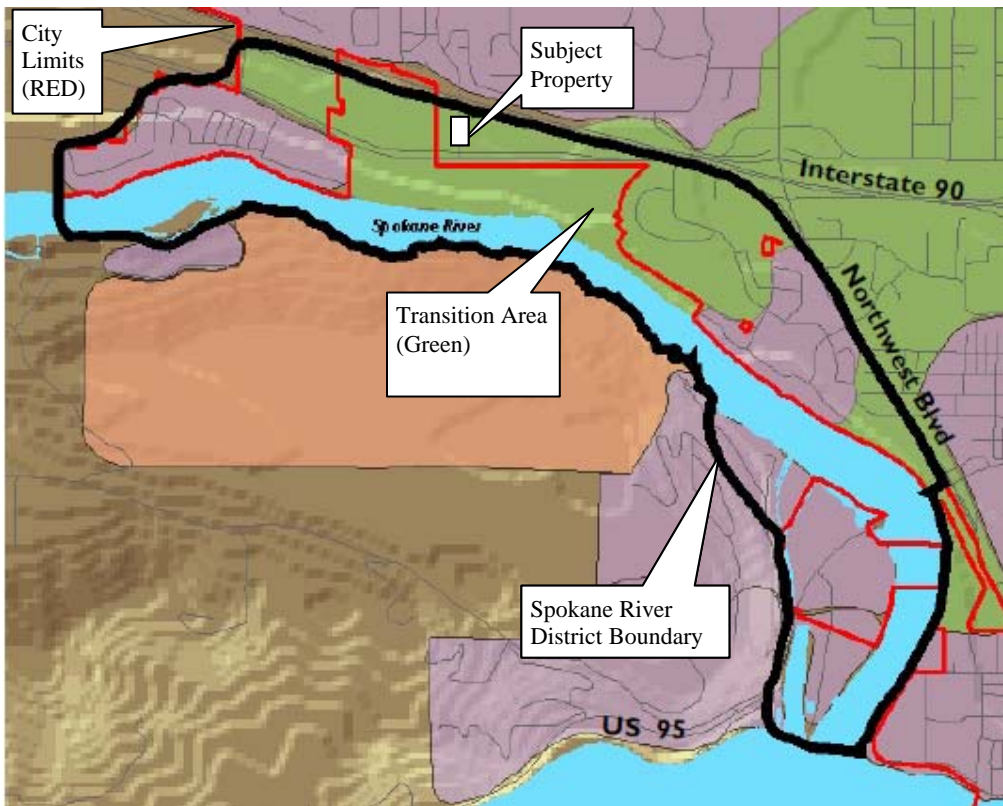 City
Limits
(RED)
Subject
Property
Interstate 90
Spokane River
Transition Area
(Green)
Northwest Blvd
Spokane River
District Boundary
US 95